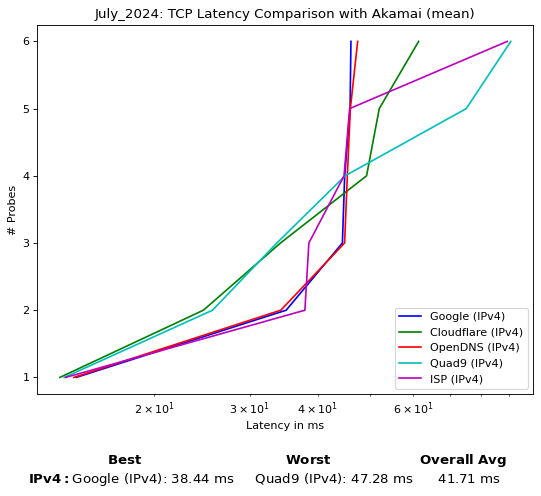 July_2024: TCP Latency Comparison with Akamai (mean)
6
5
4
3
2
1
# Probes
2 × 10¹
3 × 10¹
4 × 10¹
6 × 10¹
Latency in ms
Google (IPv4)
Cloudflare (IPv4)
OpenDNS (IPv4)
Quad9 (IPv4)
ISP (IPv4)
Best Worst Overall Avg
IPv4: Google (IPv4): 38.44 ms Quad9 (IPv4): 47.28 ms 41.71 ms